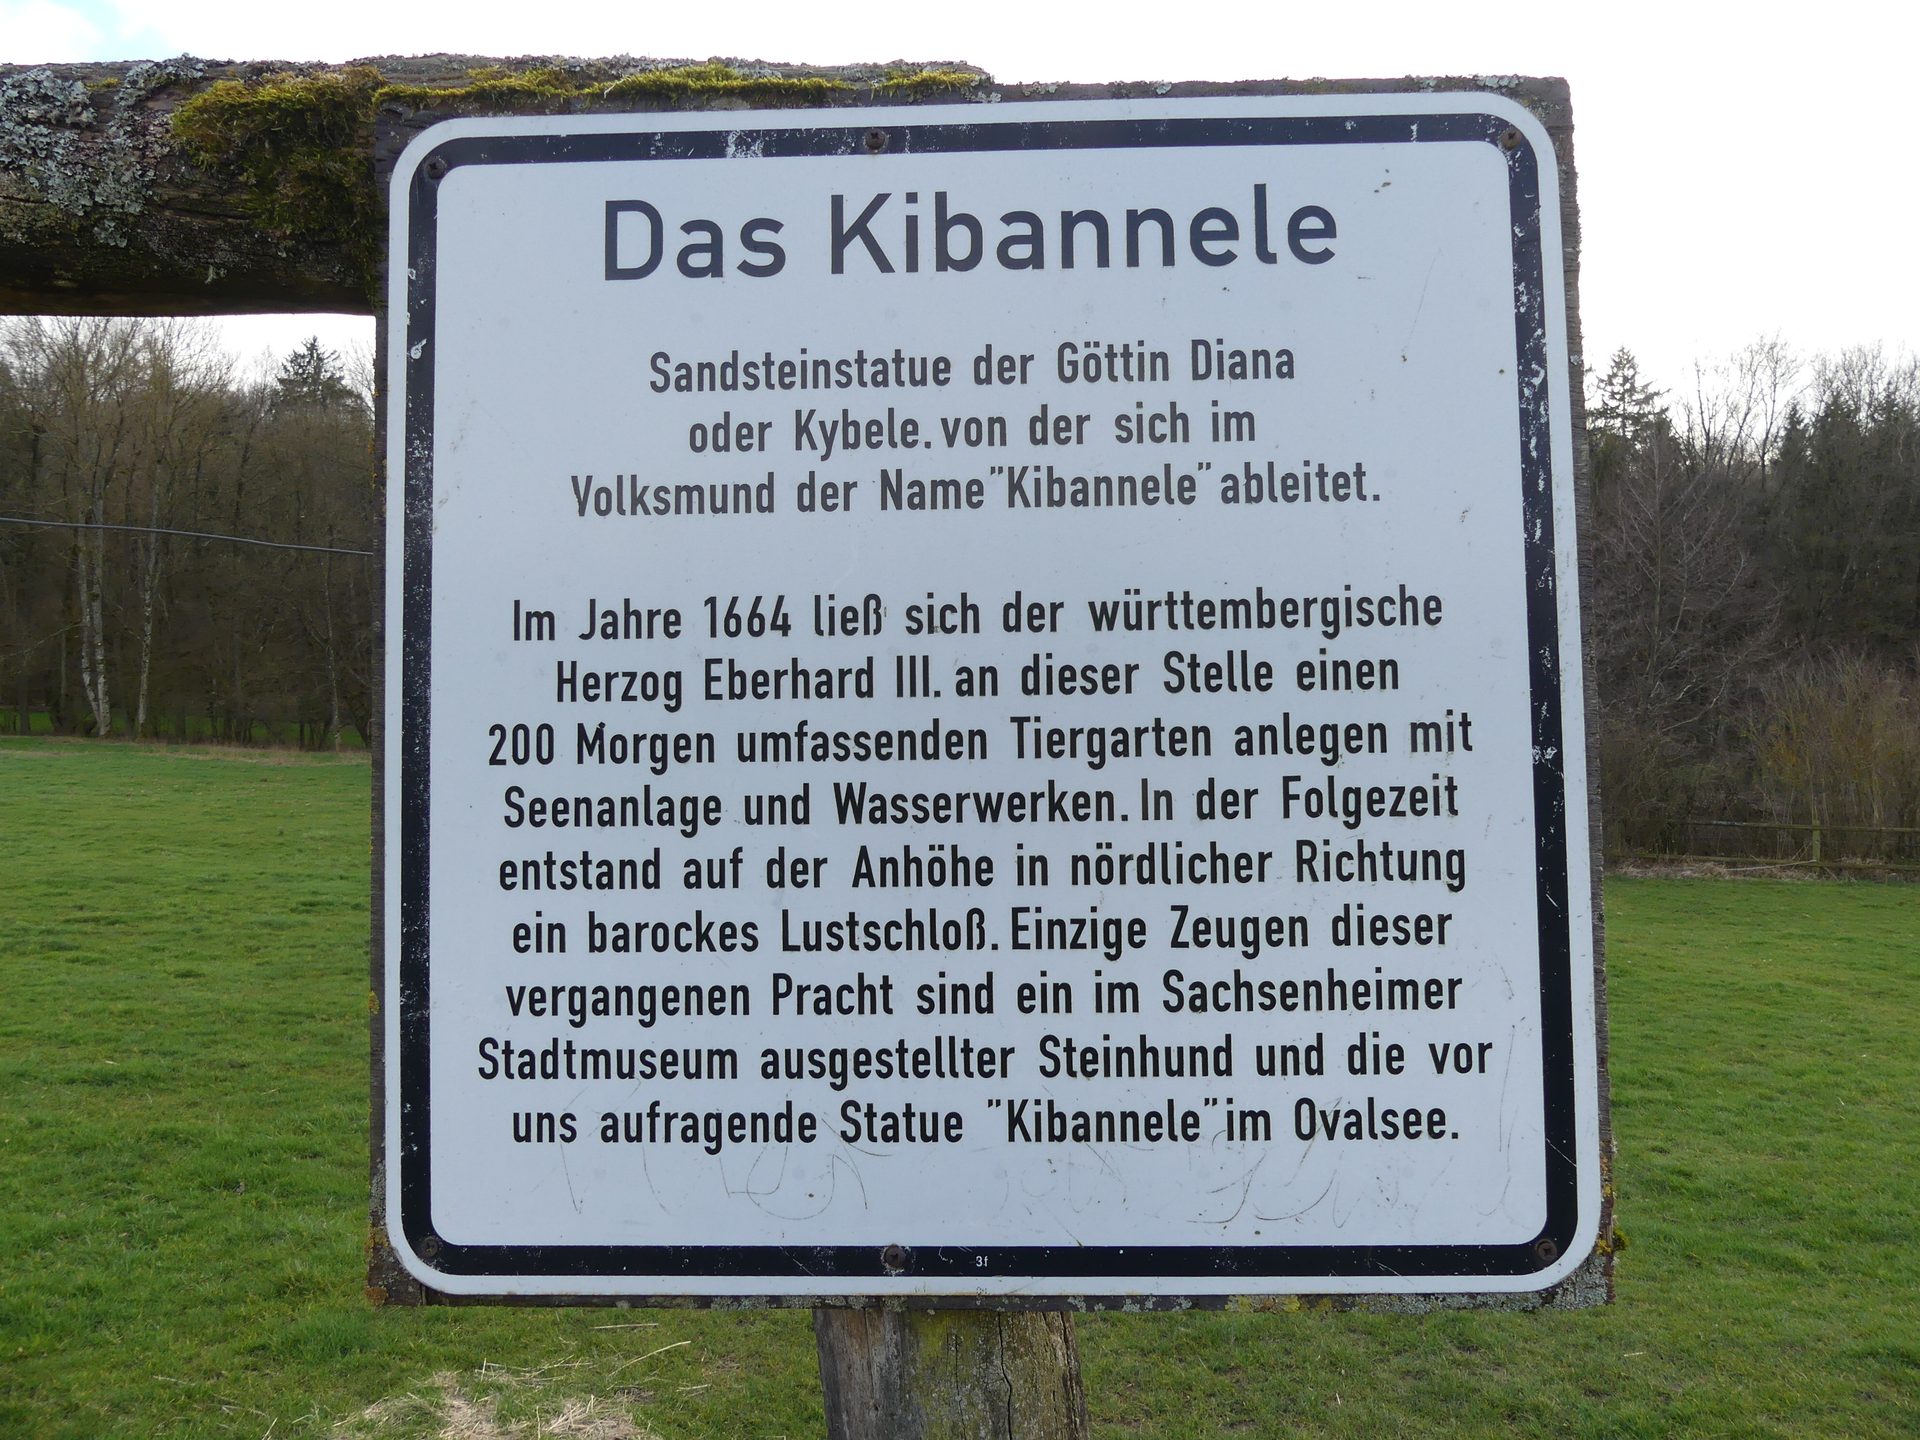 Das Kibannele
Sandsteinstatue der Göttin Diana
oder Kybele. von der sich im
Volksmund der Name "Kibannele" ableitet.
Im Jahre 1664 ließ sich der württembergische
Herzog Eberhard III. an dieser Stelle einen
200 Morgen umfassenden Tiergarten anlegen mit
Seenanlage und Wasserwerken. In der Folgezeit
entstand auf der Anhöhe in nördlicher Richtung
ein barockes Lustschloß. Einzige Zeugen dieser
vergangenen Pracht sind ein im Sachsenheimer
Stadtmuseum ausgestellter Steinhund und die vor
uns aufragende Statue "Kibannele" im Ovalsee.
3f